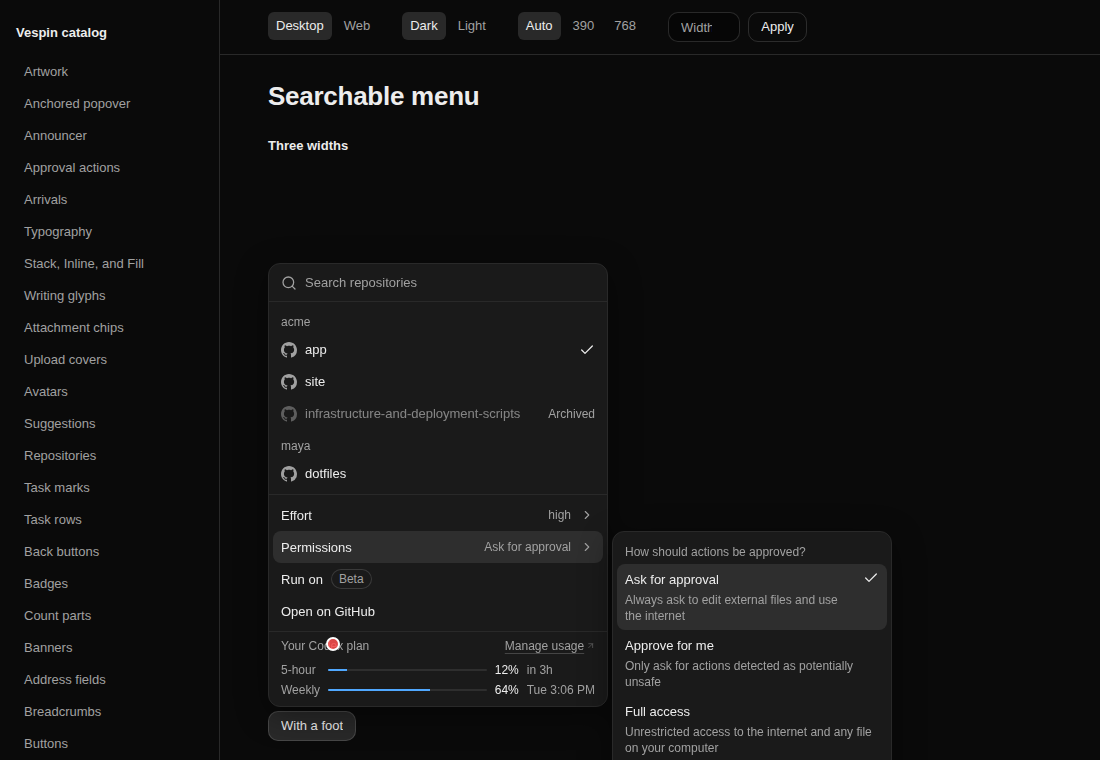 Vespin catalog
Artwork
Anchored popover
Announcer
Approval actions
Arrivals
Typography
Stack, Inline, and Fill
Writing glyphs
Attachment chips
Upload covers
Avatars
Suggestions
Repositories
Task marks
Task rows
Back buttons
Badges
Count parts
Banners
Address fields
Breadcrumbs
Buttons
Desktop Web Dark Light Auto 390 768 Width Apply
Searchable menu
Three widths
Search repositories
acme
app
site
infrastructure-and-deployment-scripts Archived
maya
dotfiles
Effort high
Permissions Ask for approval
Run on Beta
Open on GitHub
Your plan Manage usage
5-hour 12% in 3h
Weekly 64% Tue 3:06 PM
With a foot
How should actions be approved?
Ask for approval
Always ask to edit external files and use
the internet
Approve for me
Only ask for actions detected as potentially
unsafe
Full access
Unrestricted access to the internet and any file
on your computer